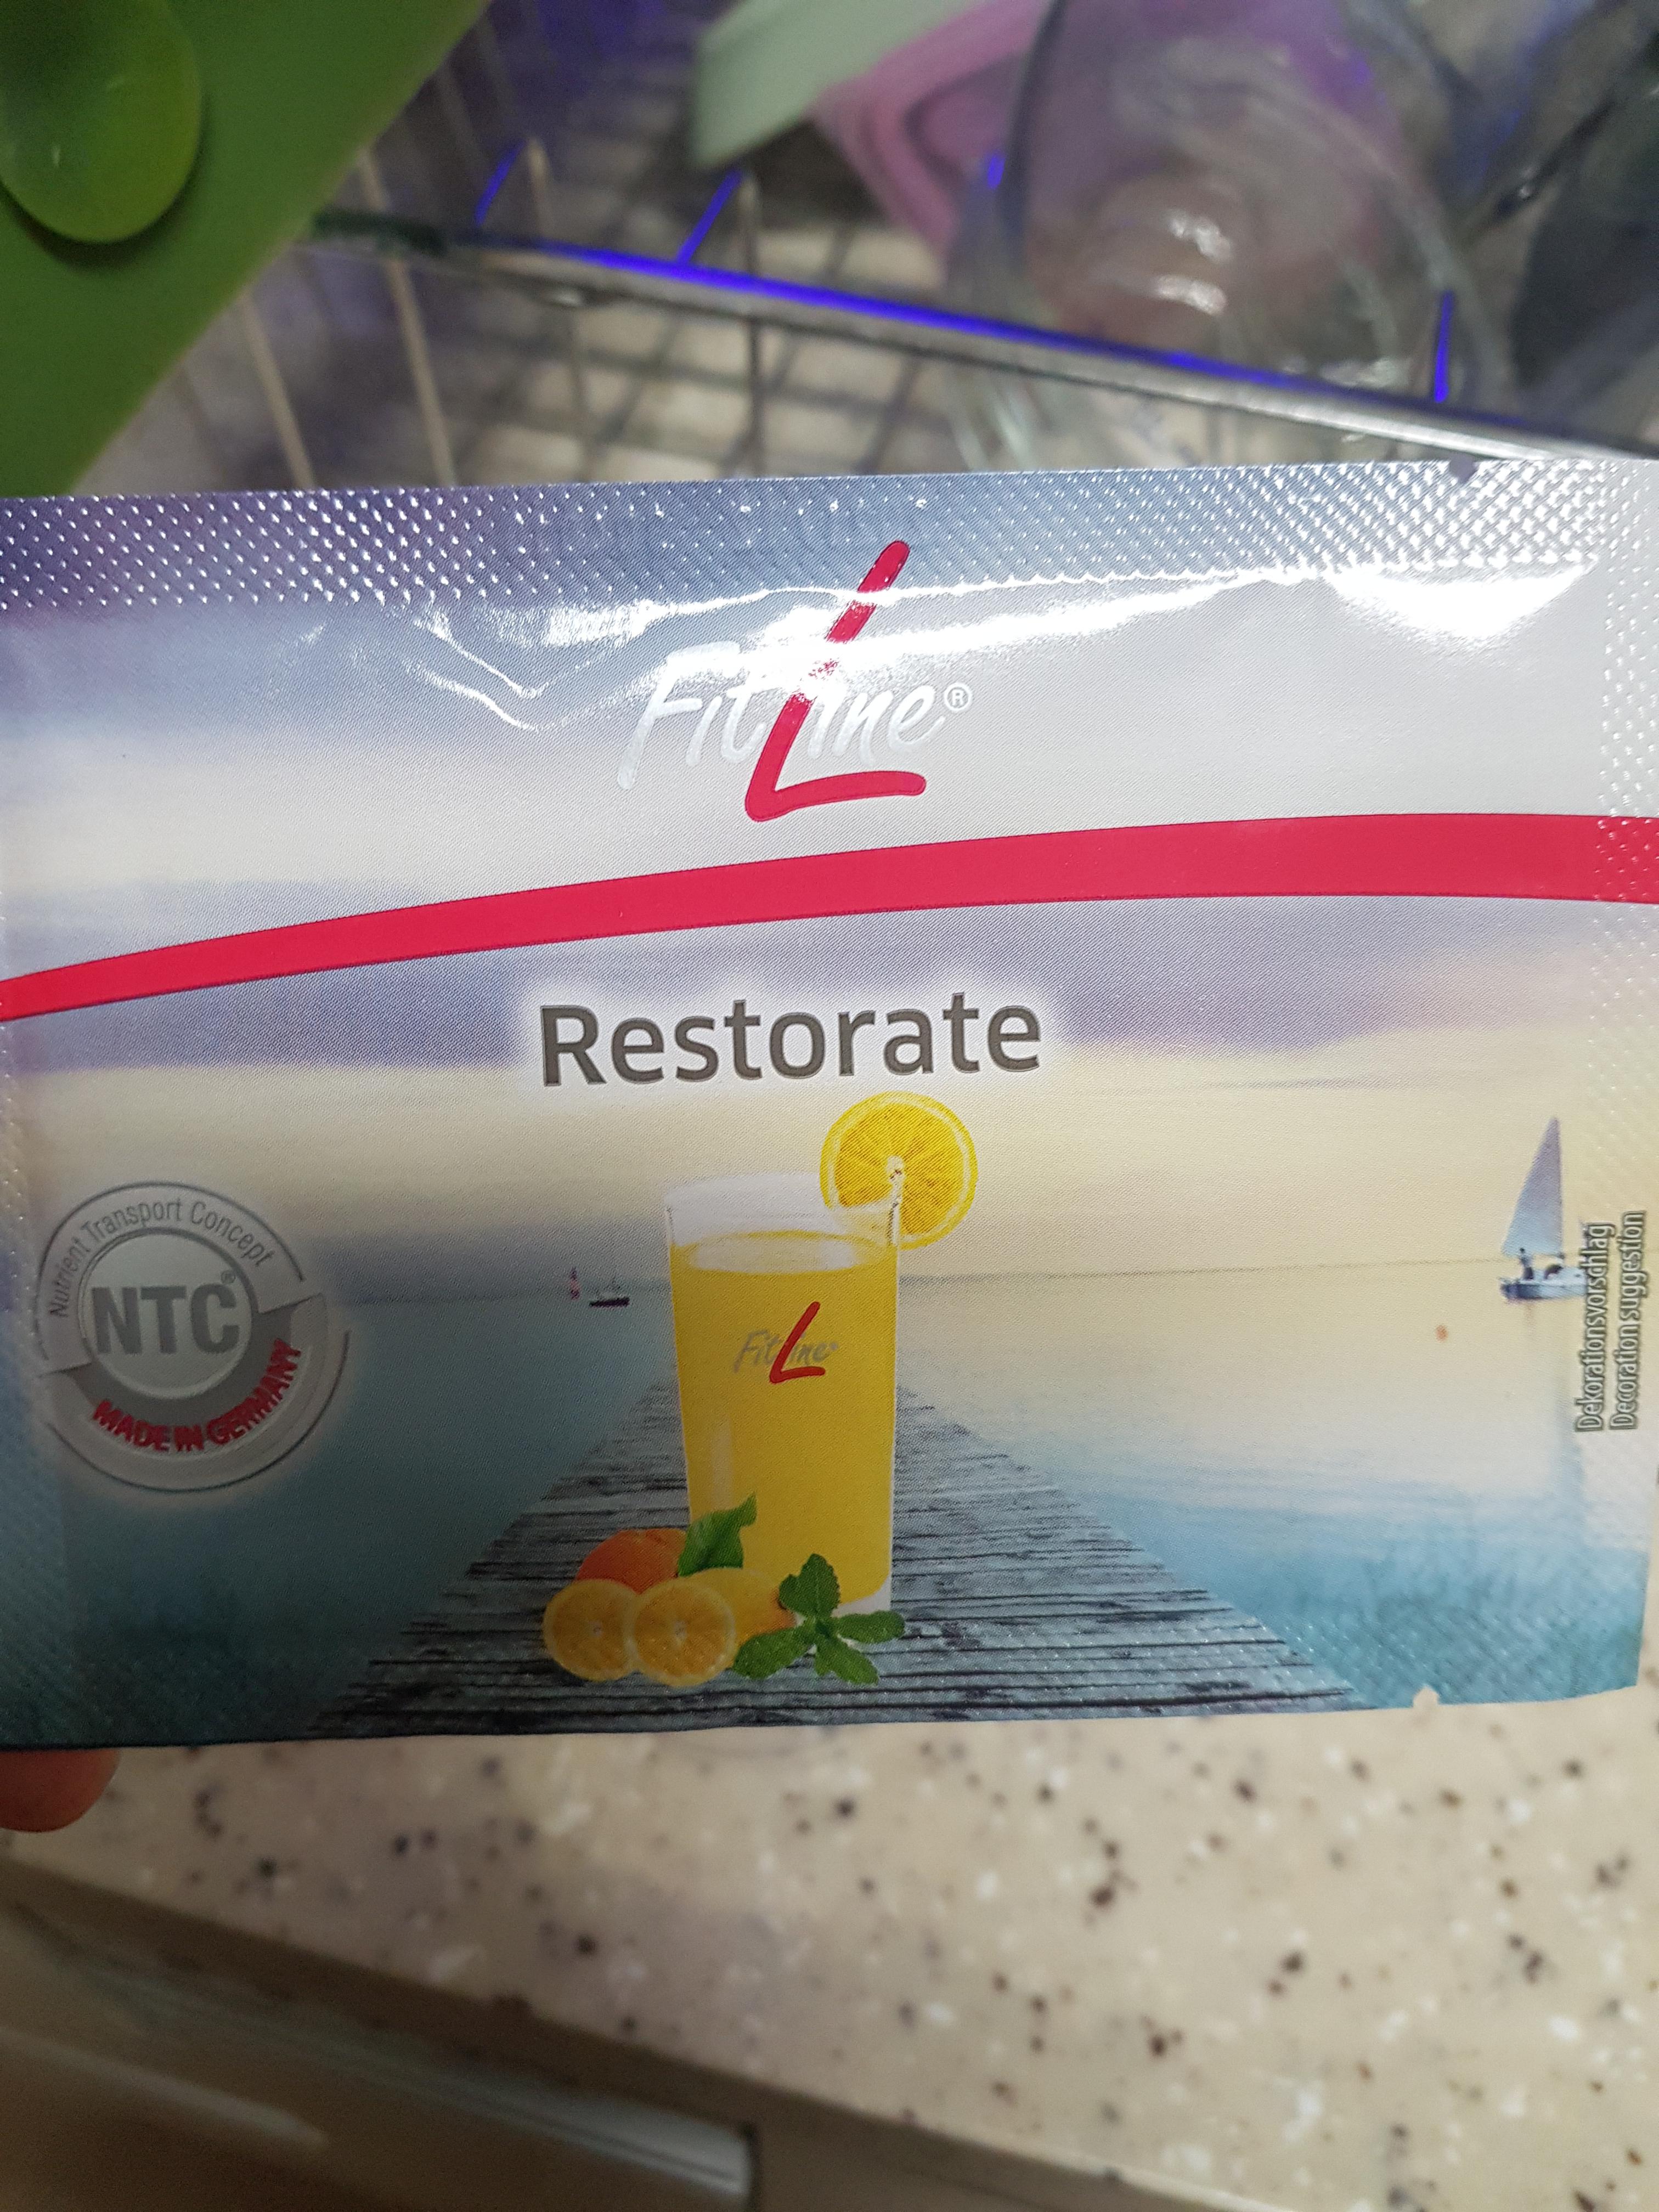 FitLine®
Restorate
Nutrient Transport Concept
NTC®
MADE IN GERMANY
FitLine®
Dekorationsvorschlag
Decoration suggestion